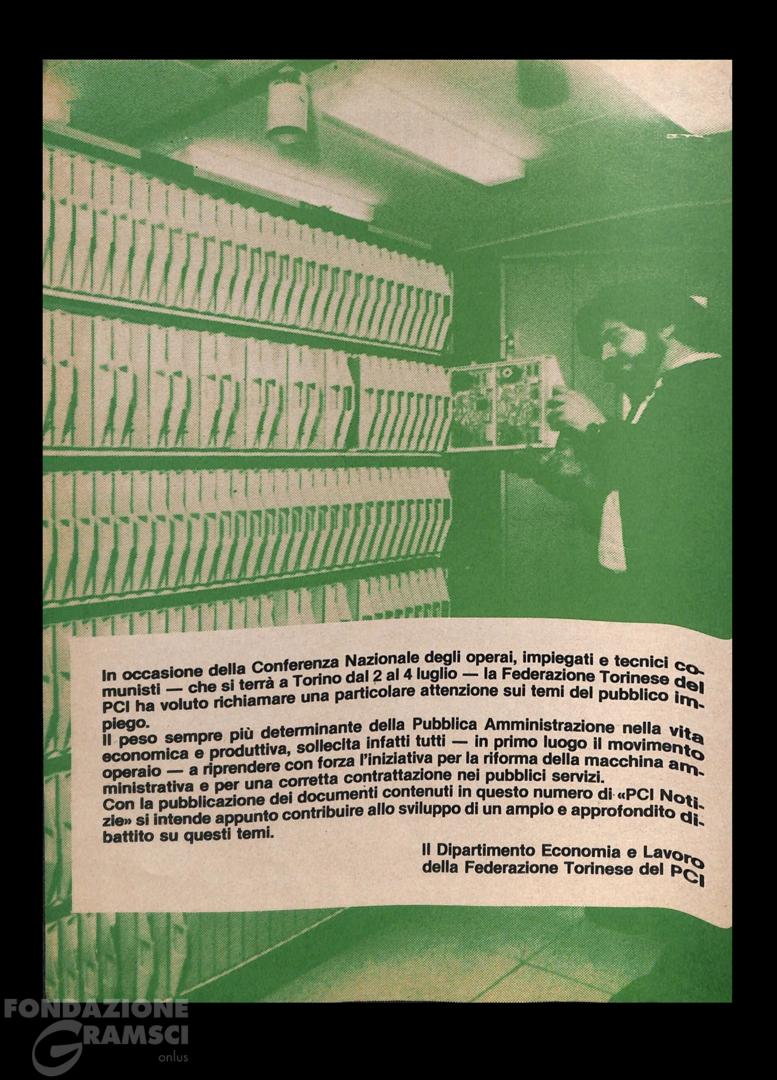 In occasione della Conferenza Nazionale degli operai, impiegati e tecnici co-
munisti — che si terrà a Torino dal 2 al 4 luglio — la Federazione Torinese del
PCI ha voluto richiamare una particolare attenzione sui temi del pubblico im-
piego.
Il peso sempre più determinante della Pubblica Amministrazione nella vita
economica e produttiva, sollecita infatti tutti — in primo luogo il movimento
operaio — a riprendere con forza l'iniziativa per la riforma della macchina am-
ministrativa e per una corretta contrattazione nei pubblici servizi.
Con la pubblicazione dei documenti contenuti in questo numero di «PCI Noti-
zie» si intende appunto contribuire allo sviluppo di un ampio e approfondito di-
battito su questi temi.
Il Dipartimento Economia e Lavoro
della Federazione Torinese del PCI
FONDAZIONE
GRAMSCI
onlus